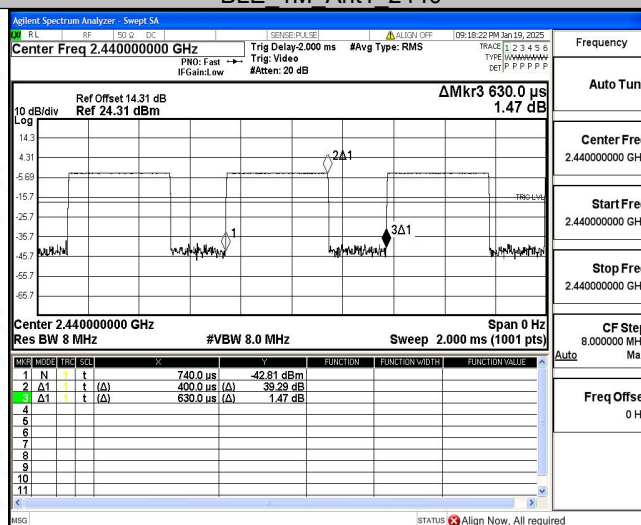 BLE_1M_Ant1_2440
Agilent Spectrum Analyzer - Swept SA
RL RF 50 Ω DC SENSE:PULSE ALIGN OFF 09:18:22 PM Jan 19, 2025
Center Freq 2.440000000 GHz
PNO: Fast
IFGain:Low
Trig Delay-2.000 ms
Trig: Video
#Atten: 20 dB
#Avg Type: RMS
TRACE 1 2 3 4 5 6
TYPE WWWWWW
DET P P P P P P
Ref Offset 14.31 dB
10 dB/div Ref 24.31 dBm
Log
ΔMkr3 630.0 µs
1.47 dB
14.3
4.31
-5.69
-15.7
-25.7
-35.7
-45.7
-55.7
-65.7
2Δ1
TRIG LVL
1
3Δ1
Center 2.440000000 GHz Span 0 Hz
Res BW 8 MHz #VBW 8.0 MHz Sweep 2.000 ms (1001 pts)
MKR MODE TRC SCL X Y FUNCTION FUNCTION WIDTH FUNCTION VALUE
1 N 1 t 740.0 µs -42.81 dBm
2 Δ1 1 t (Δ) 400.0 µs (Δ) 39.29 dB
3 Δ1 1 t (Δ) 630.0 µs (Δ) 1.47 dB
4
5
6
7
8
9
10
11
MSG STATUS Align Now, All required
Frequency
Auto Tun
Center Fre
2.440000000 GH
Start Fre
2.440000000 GH
Stop Fre
2.440000000 GH
CF Ste
8.000000 MH
Auto Ma
Freq Offse
0 H